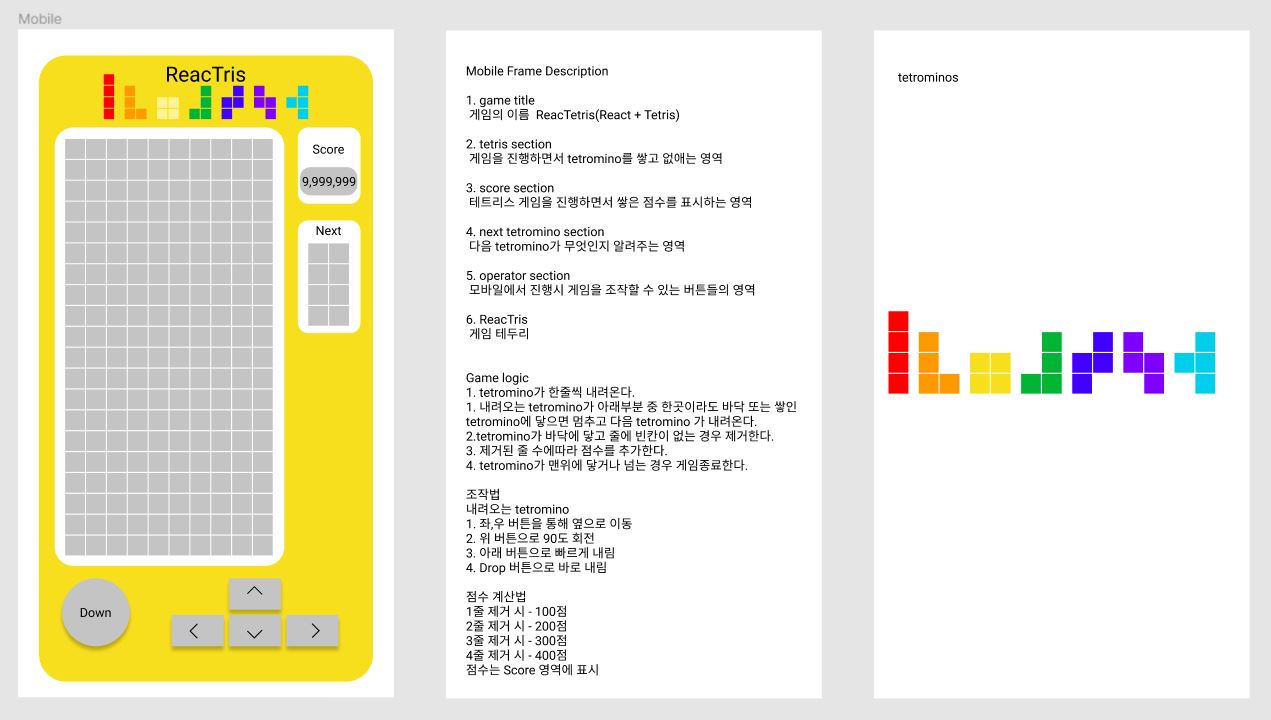 Mobile
ReacTris
Score
9,999,999
Next
Down
Mobile Frame Description
1. game title
게임의 이름 ReacTetris(React + Tetris)
2. tetris section
게임을 진행하면서 tetromino를 쌓고 없애는 영역
3. score section
테트리스 게임을 진행하면서 쌓은 점수를 표시하는 영역
4. next tetromino section
다음 tetromino가 무엇인지 알려주는 영역
5. operator section
모바일에서 진행시 게임을 조작할 수 있는 버튼들의 영역
6. ReacTris
게임 테두리
Game logic
1. tetromino가 한줄씩 내려온다.
1. 내려오는 tetromino가 아래부분 중 한곳이라도 바닥 또는 쌓인
tetromino에 닿으면 멈추고 다음 tetromino 가 내려온다.
2.tetromino가 바닥에 닿고 줄에 빈칸이 없는 경우 제거한다.
3. 제거된 줄 수에따라 점수를 추가한다.
4. tetromino가 맨위에 닿거나 넘는 경우 게임종료한다.
조작법
내려오는 tetromino
1. 좌,우 버튼을 통해 옆으로 이동
2. 위 버튼으로 90도 회전
3. 아래 버튼으로 빠르게 내림
4. Drop 버튼으로 바로 내림
점수 계산법
1줄 제거 시 - 100점
2줄 제거 시 - 200점
3줄 제거 시 - 300점
4줄 제거 시 - 400점
점수는 Score 영역에 표시
tetrominos